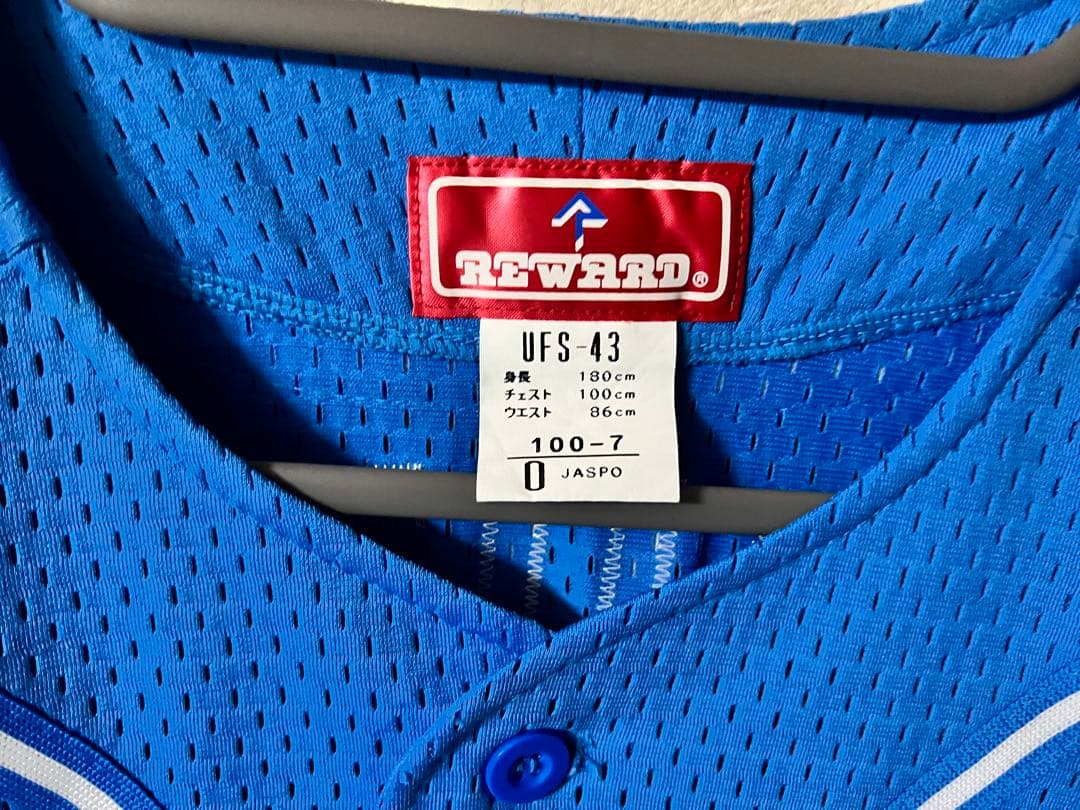 REWARD®
UFS-43
身長 180cm
チェスト 100cm
ウエスト 86cm
100-7
O JASPO